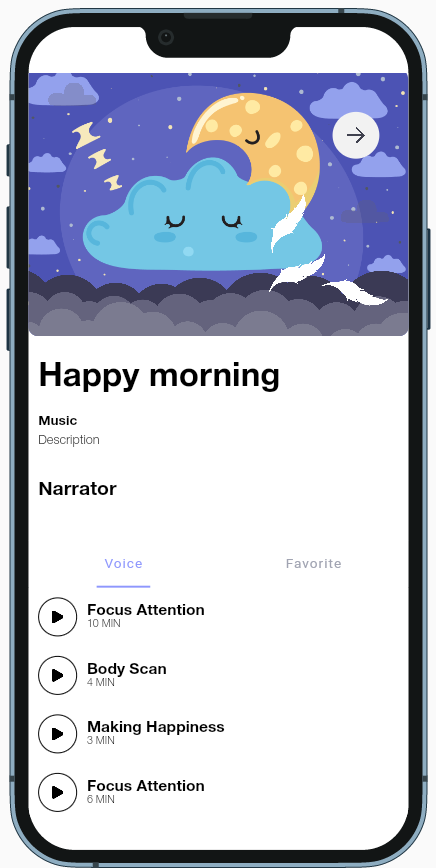 Happy morning
Music
Description
Narrator
Voice
Favorite
Focus Attention
10 MIN
Body Scan
4 MIN
Making Happiness
3 MIN
Focus Attention
6 MIN